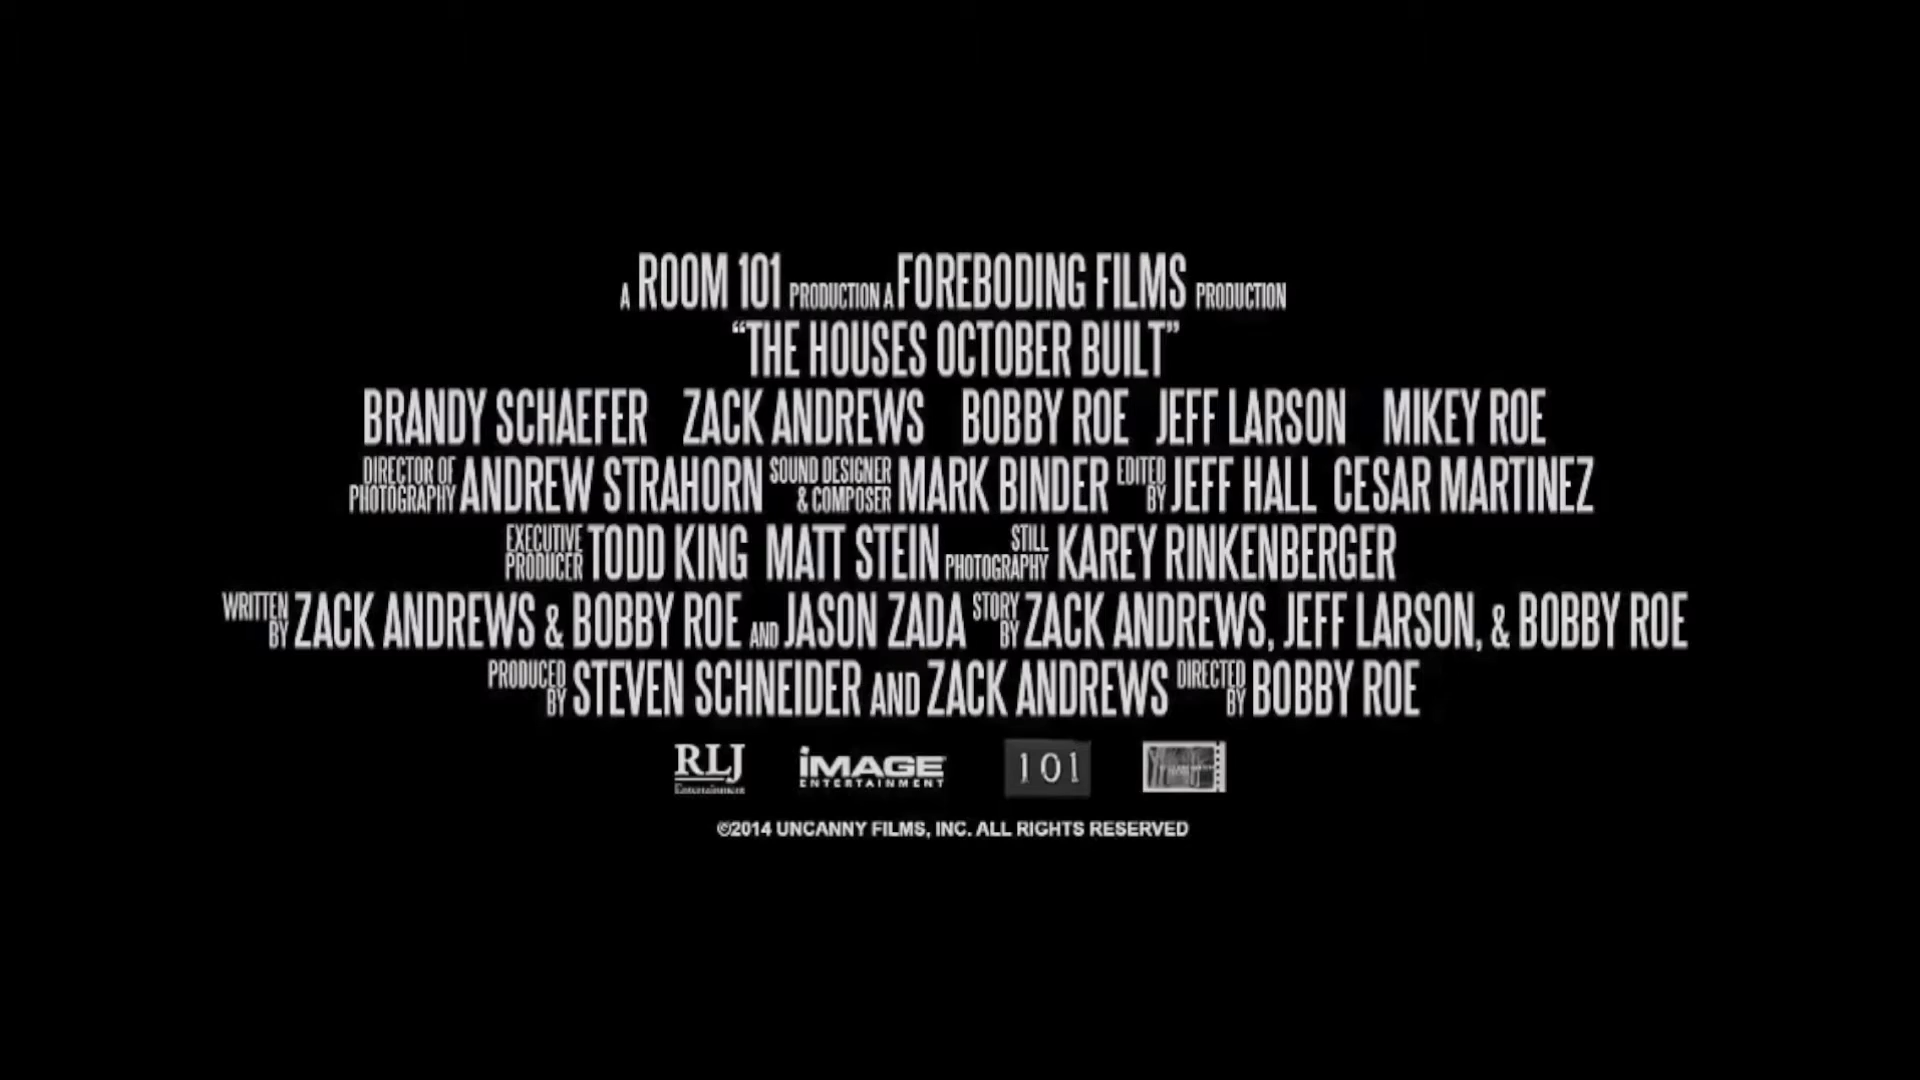 A ROOM 101 PRODUCTION A FOREBODING FILMS PRODUCTION
“THE HOUSES OCTOBER BUILT”
BRANDY SCHAEFER ZACK ANDREWS BOBBY ROE JEFF LARSON MIKEY ROE
DIRECTOR OF PHOTOGRAPHY ANDREW STRAHORN SOUND DESIGNER & COMPOSER MARK BINDER EDITED BY JEFF HALL CESAR MARTINEZ
EXECUTIVE PRODUCER TODD KING MATT STEIN STILL PHOTOGRAPHY KAREY RINKENBERGER
WRITTEN BY ZACK ANDREWS & BOBBY ROE AND JASON ZADA STORY BY ZACK ANDREWS, JEFF LARSON, & BOBBY ROE
PRODUCED BY STEVEN SCHNEIDER AND ZACK ANDREWS DIRECTED BY BOBBY ROE
RLJ Entertainment iMAGE ENTERTAINMENT 101
©2014 UNCANNY FILMS, INC. ALL RIGHTS RESERVED